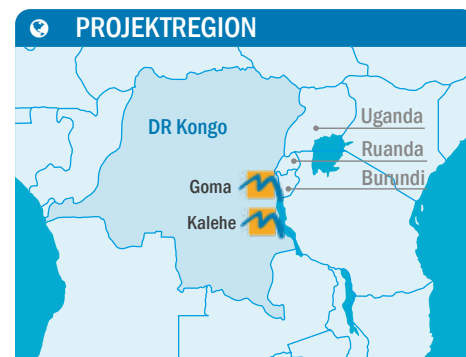 PROJEKTREGION
DR Kongo
Uganda
Ruanda
Burundi
Goma
Kalehe